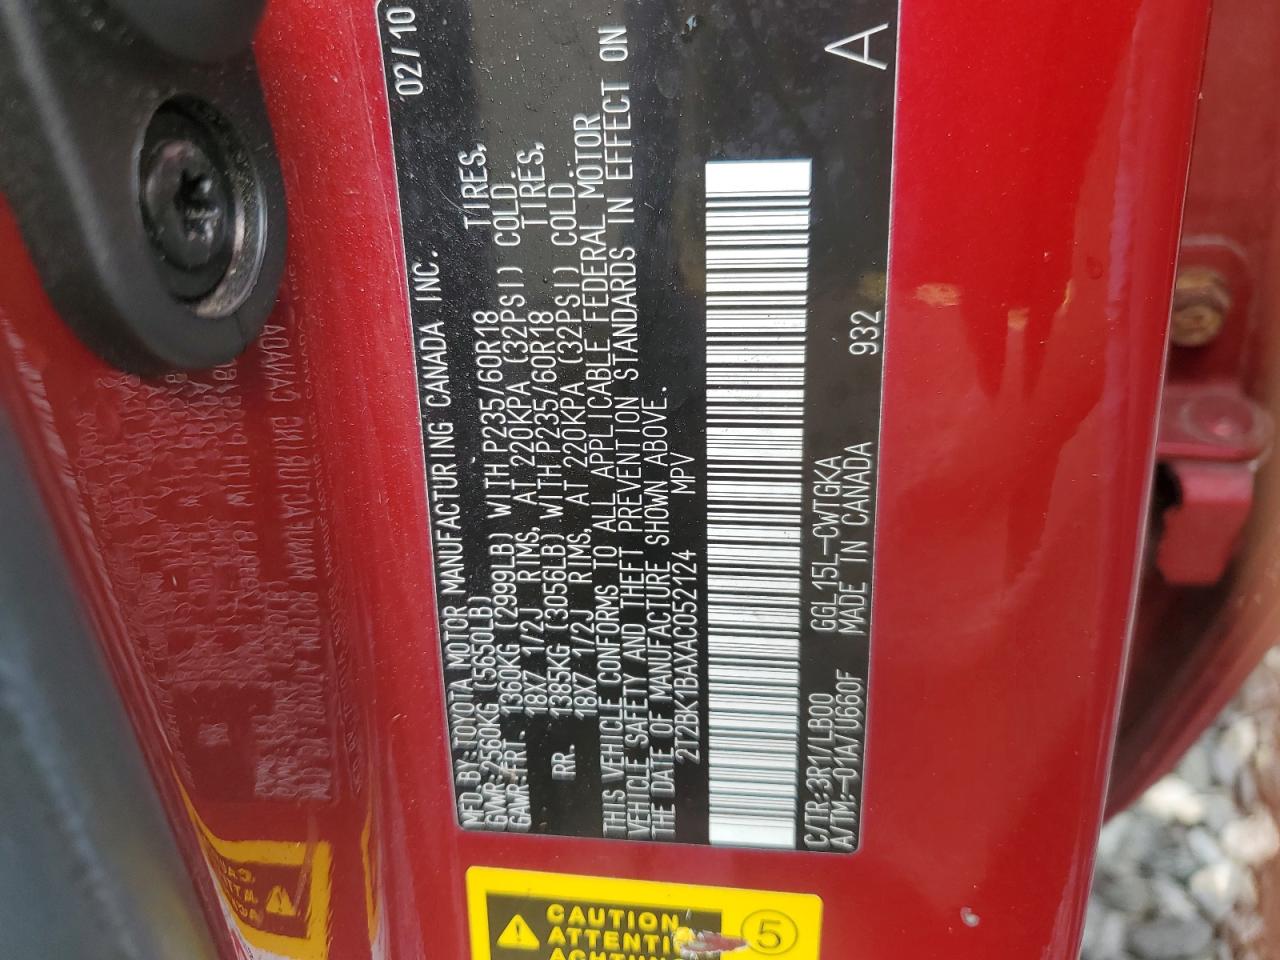 MFD.BY:TOYOTA MOTOR MANUFACTURING CANADA INC. 02/10
GVWR:2560KG (5650LB)
GAWR:FRT. 1360KG (2999LB) WITH P235/60R18 TIRES,
18X7 1/2J RIMS, AT 220KPA (32PSI) COLD.
RR. 1385KG (3056LB) WITH P235/60R18 TIRES,
18X7 1/2J RIMS, AT 220KPA (32PSI) COLD.
THIS VEHICLE CONFORMS TO ALL APPLICABLE FEDERAL MOTOR
VEHICLE SAFETY AND THEFT PREVENTION STANDARDS IN EFFECT ON
THE DATE OF MANUFACTURE SHOWN ABOVE.
2T2BK1BAXAC052124 MPV
C/TR:3R1/LB00 GGL15L-CWTGKA 932 A
A/TM:-01A/U660F MADE IN CANADA
CAUTION
ATTENTI
ACHTUNG
5